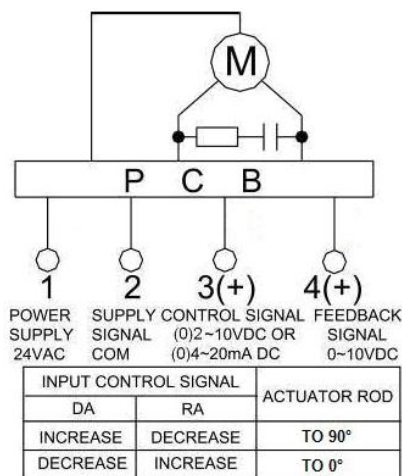 M
P C B
1 2 3(+) 4(+)
POWER SUPPLY CONTROL SIGNAL FEEDBACK
SUPPLY SIGNAL (0)2~10VDC OR SIGNAL
24VAC COM (0)4~20mA DC 0~10VDC
INPUT CONTROL SIGNAL ACTUATOR ROD
DA RA
INCREASE DECREASE TO 90°
DECREASE INCREASE TO 0°